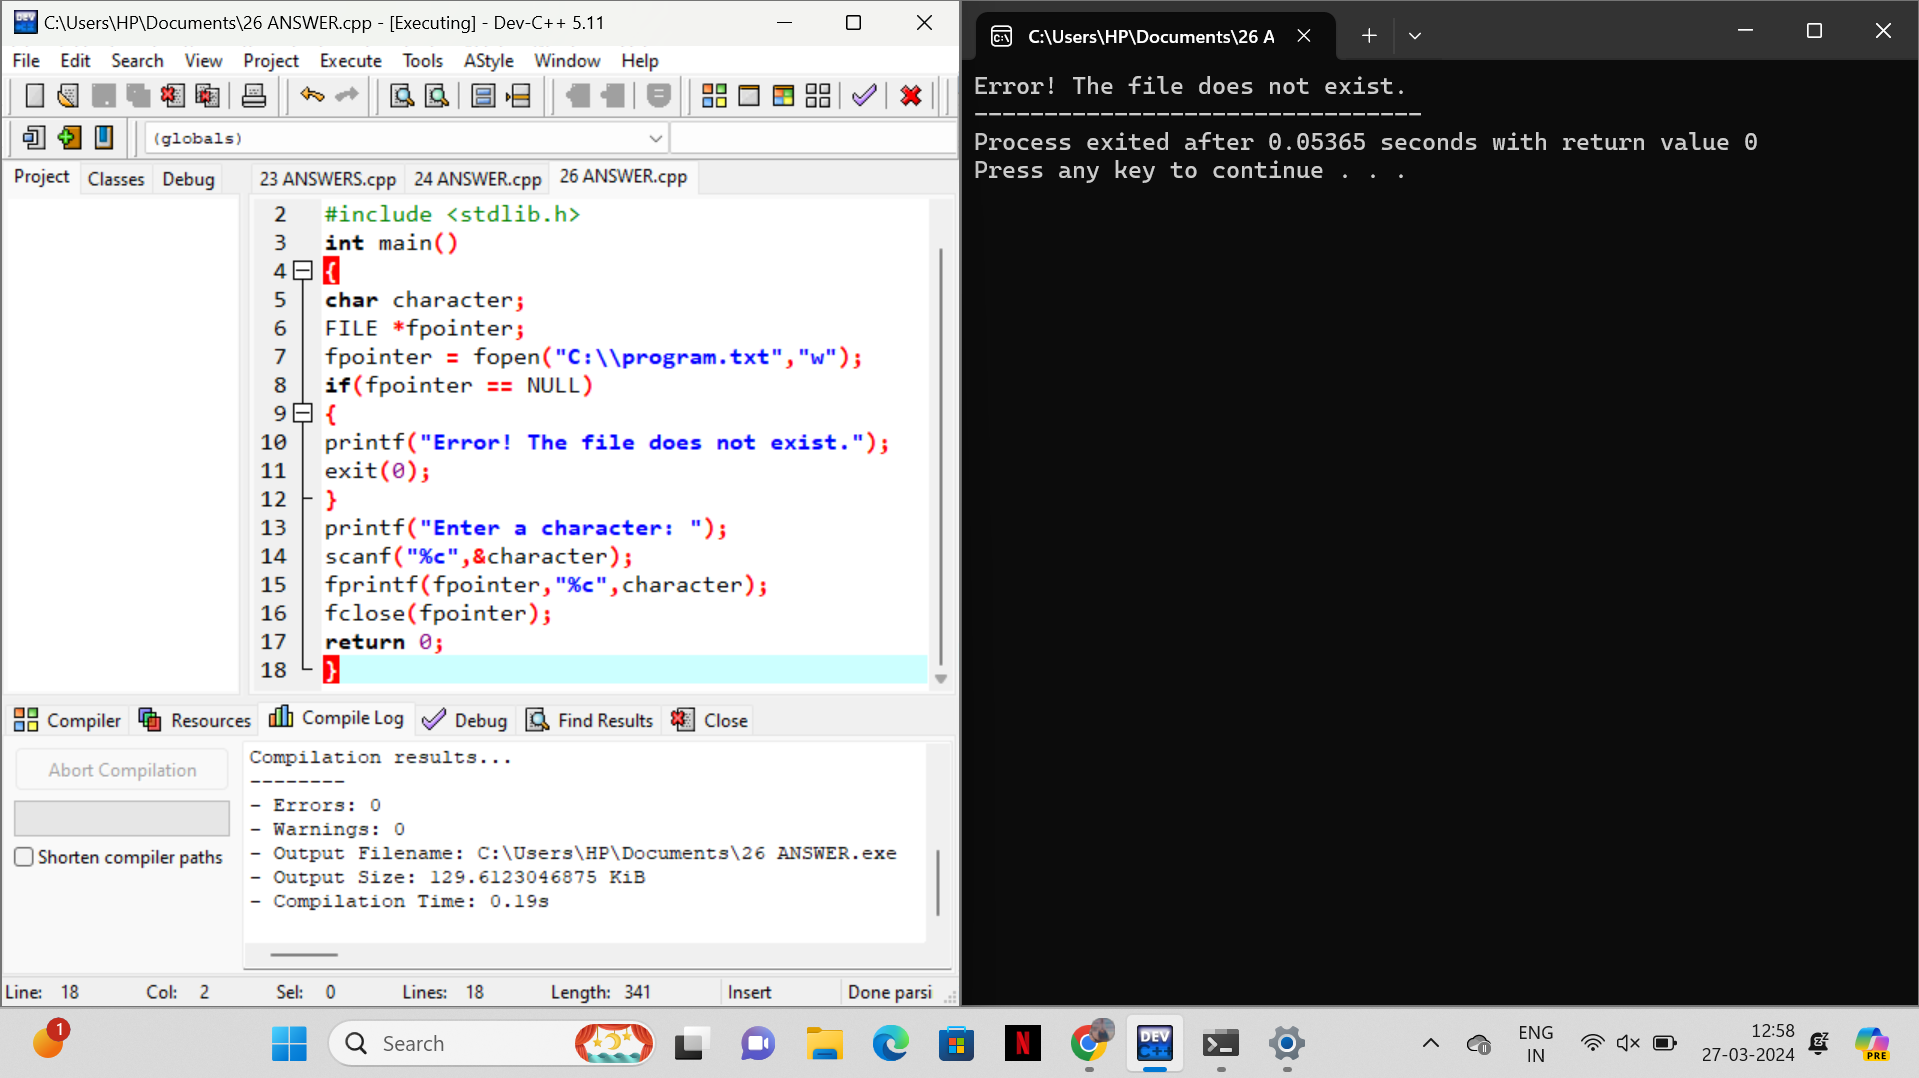 C:\Users\HP\Documents\26 ANSWER.cpp - [Executing] - Dev-C++ 5.11
File Edit Search View Project Execute Tools AStyle Window Help
(globals)
Project Classes Debug
23 ANSWERS.cpp 24 ANSWER.cpp 26 ANSWER.cpp
2 #include <stdlib.h>
3 int main()
4 {
5 char character;
6 FILE *fpointer;
7 fpointer = fopen("C:\\program.txt","w");
8 if(fpointer == NULL)
9 {
10 printf("Error! The file does not exist.");
11 exit(0);
12 }
13 printf("Enter a character: ");
14 scanf("%c",&character);
15 fprintf(fpointer,"%c",character);
16 fclose(fpointer);
17 return 0;
18 }
Compiler Resources Compile Log Debug Find Results Close
Abort Compilation
Shorten compiler paths
Compilation results...
--------
- Errors: 0
- Warnings: 0
- Output Filename: C:\Users\HP\Documents\26 ANSWER.exe
- Output Size: 129.6123046875 KiB
- Compilation Time: 0.19s
Line: 18 Col: 2 Sel: 0 Lines: 18 Length: 341 Insert Done parsi
C:\Users\HP\Documents\26 A
Error! The file does not exist.
--------------------------------
Process exited after 0.05365 seconds with return value 0
Press any key to continue . . .
1
Search
N
DEV
C++
ENG
IN
12:58
27-03-2024
PRE